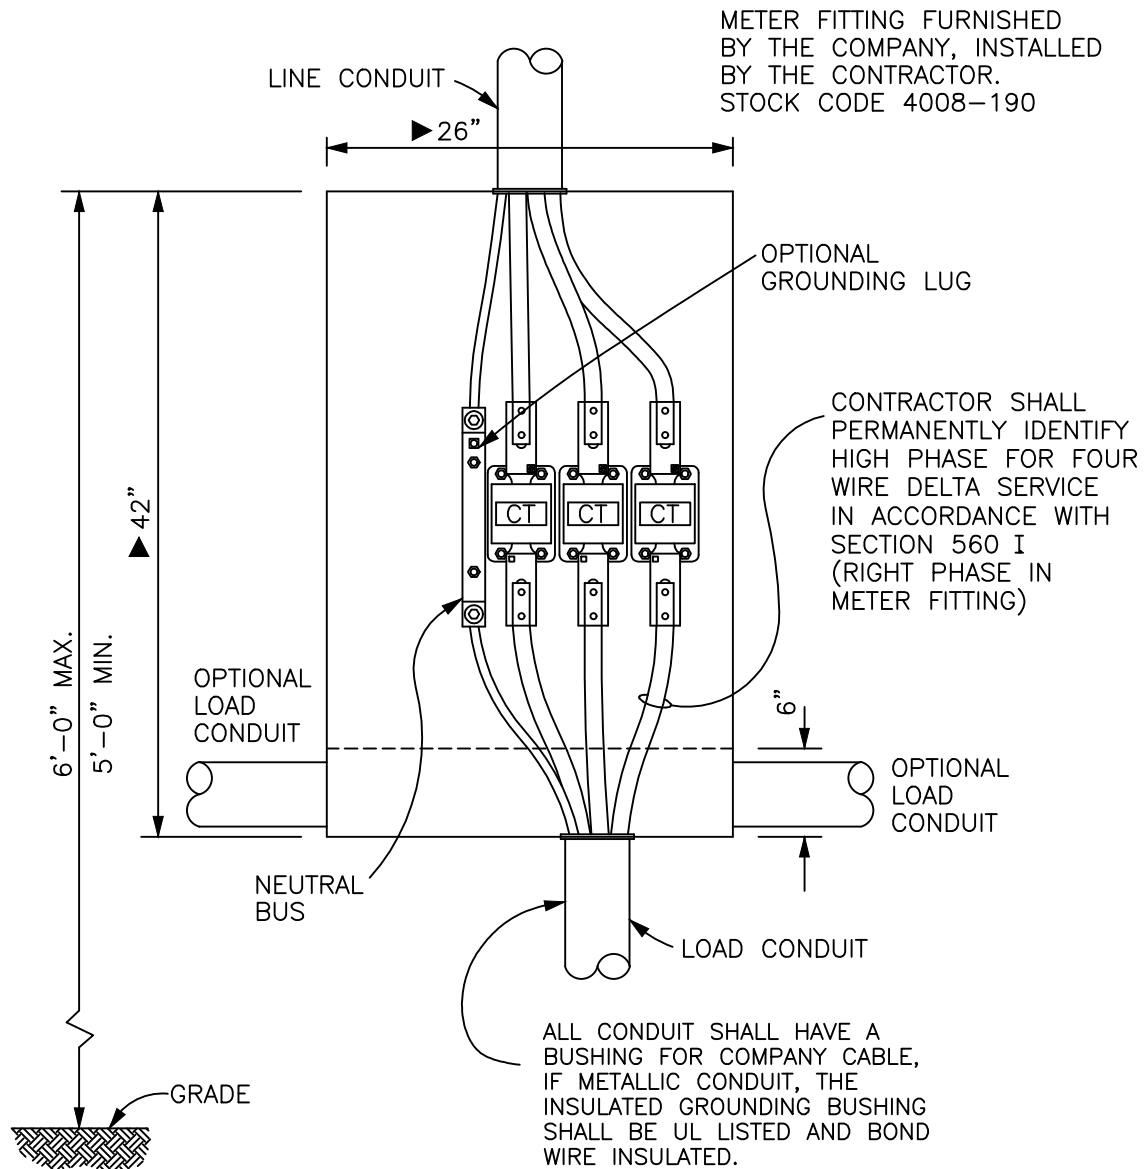 METER FITTING FURNISHED
BY THE COMPANY, INSTALLED
BY THE CONTRACTOR.
STOCK CODE 4008-190
LINE CONDUIT
▶26"
OPTIONAL
GROUNDING LUG
CONTRACTOR SHALL
PERMANENTLY IDENTIFY
HIGH PHASE FOR FOUR
WIRE DELTA SERVICE
IN ACCORDANCE WITH
SECTION 560 I
(RIGHT PHASE IN
METER FITTING)
CT CT CT
▶42"
6'-0" MAX.
5'-0" MIN.
OPTIONAL
LOAD
CONDUIT
6"
OPTIONAL
LOAD
CONDUIT
NEUTRAL
BUS
LOAD CONDUIT
ALL CONDUIT SHALL HAVE A
BUSHING FOR COMPANY CABLE,
IF METALLIC CONDUIT, THE
INSULATED GROUNDING BUSHING
SHALL BE UL LISTED AND BOND
WIRE INSULATED.
GRADE